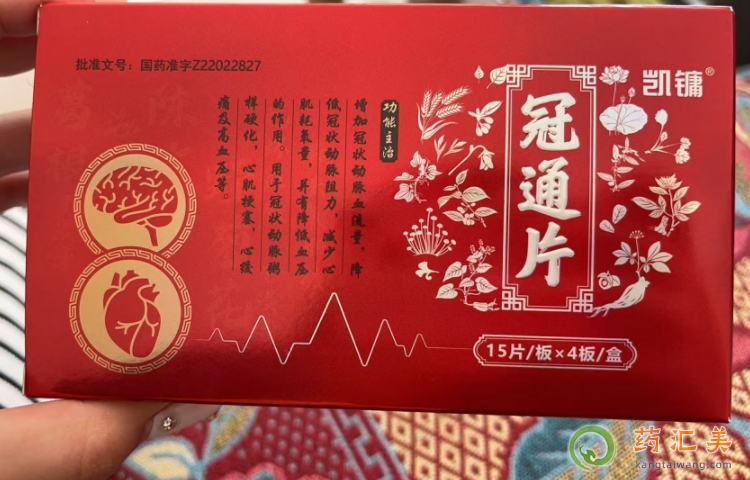 批准文号：国药准字Z22022827
凯镛®
冠通片
功能主治
增加冠状动脉血流量，降
低冠状动脉阻力，减少心
肌耗氧量，并有降低血压
的作用。用于冠状动脉粥
样硬化，心肌梗塞，心绞
痛及高血压等。
15片/板×4板/盒
药汇美
kangtaiwang.com